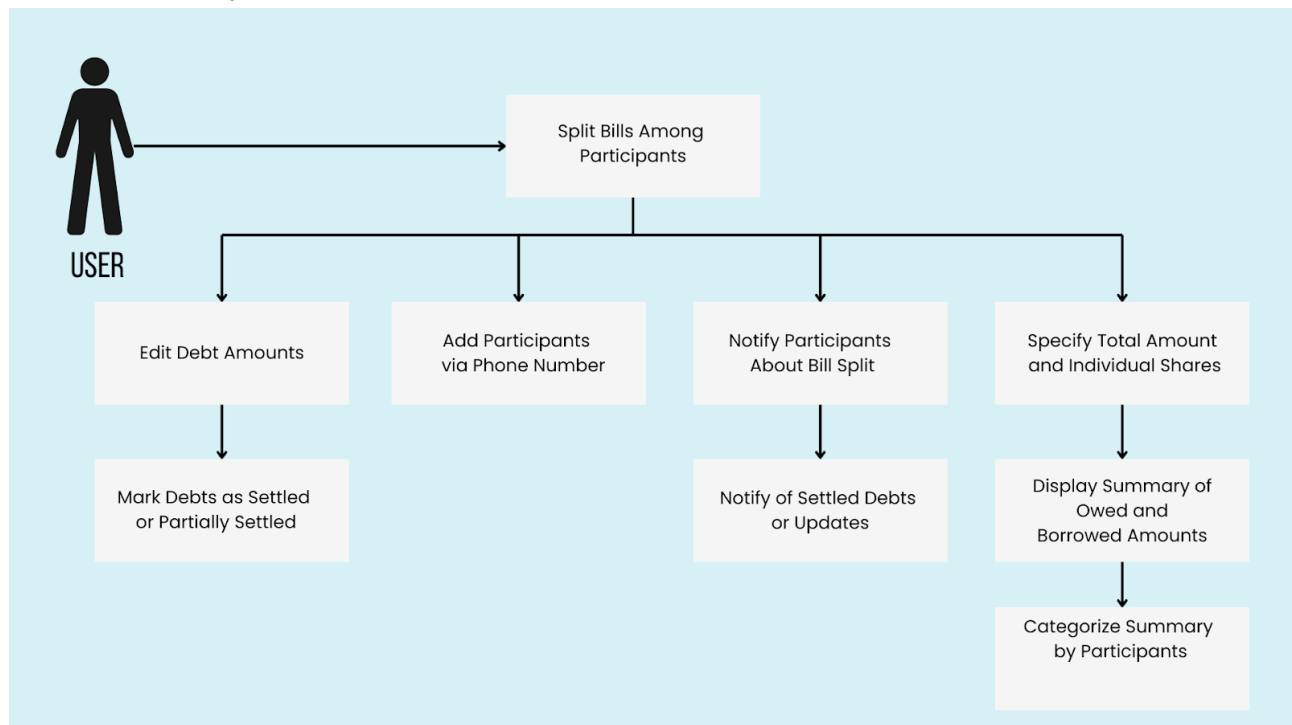 Split Bills Among
Participants
USER
Edit Debt Amounts
Add Participants
via Phone Number
Notify Participants
About Bill Split
Specify Total Amount
and Individual Shares
Mark Debts as Settled
or Partially Settled
Notify of Settled Debts
or Updates
Display Summary of
Owed and
Borrowed Amounts
Categorize Summary
by Participants